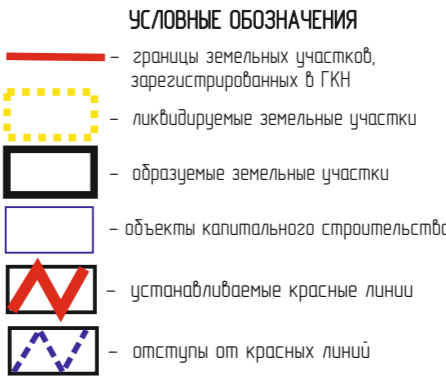 УСЛОВНЫЕ ОБОЗНАЧЕНИЯ
– границы земельных участков,
зарегистрированных в ГКН
– ликвидируемые земельные участки
– образуемые земельные участки
– объекты капитального строительства
– устанавливаемые красные линии
– отступы от красных линий